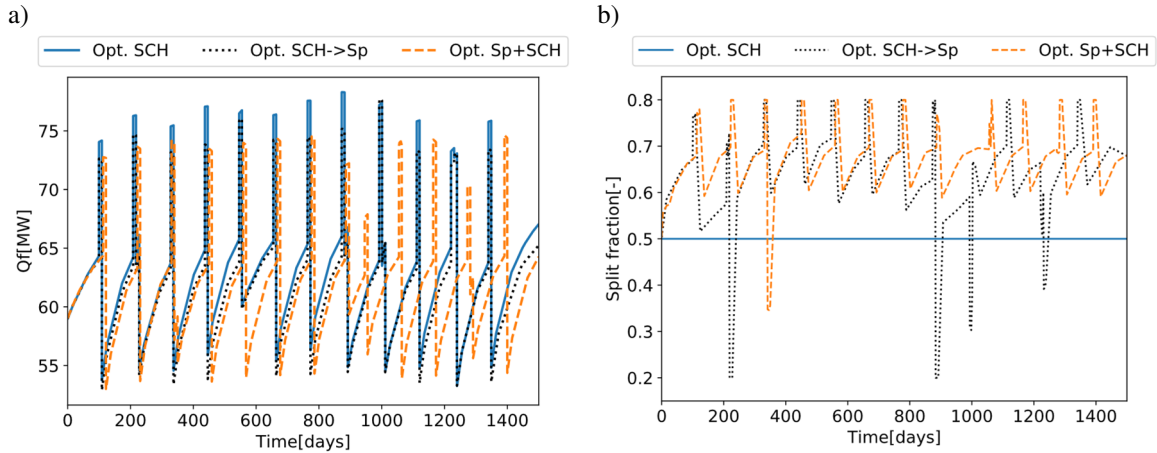 a)
Opt. SCH Opt. SCH->Sp Opt. Sp+SCH
75
70
65
60
55
Qf[MW]
0 200 400 600 800 1000 1200 1400
Time[days]
b)
Opt. SCH Opt. SCH->Sp Opt. Sp+SCH
0.8
0.7
0.6
0.5
0.4
0.3
0.2
Split fraction[-]
0 200 400 600 800 1000 1200 1400
Time[days]